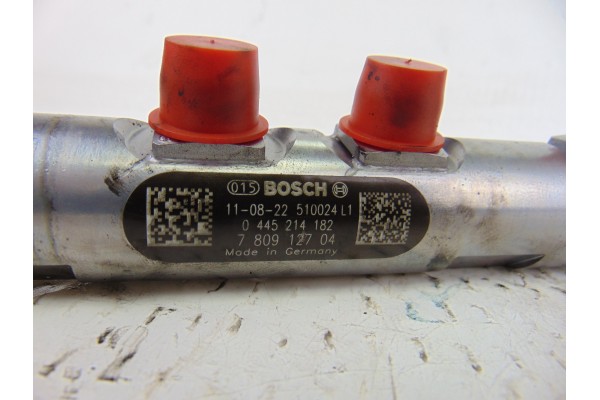 015 BOSCH
11-08-22 510024 L1
0 445 214 182
7 809 127 04
Made in Germany